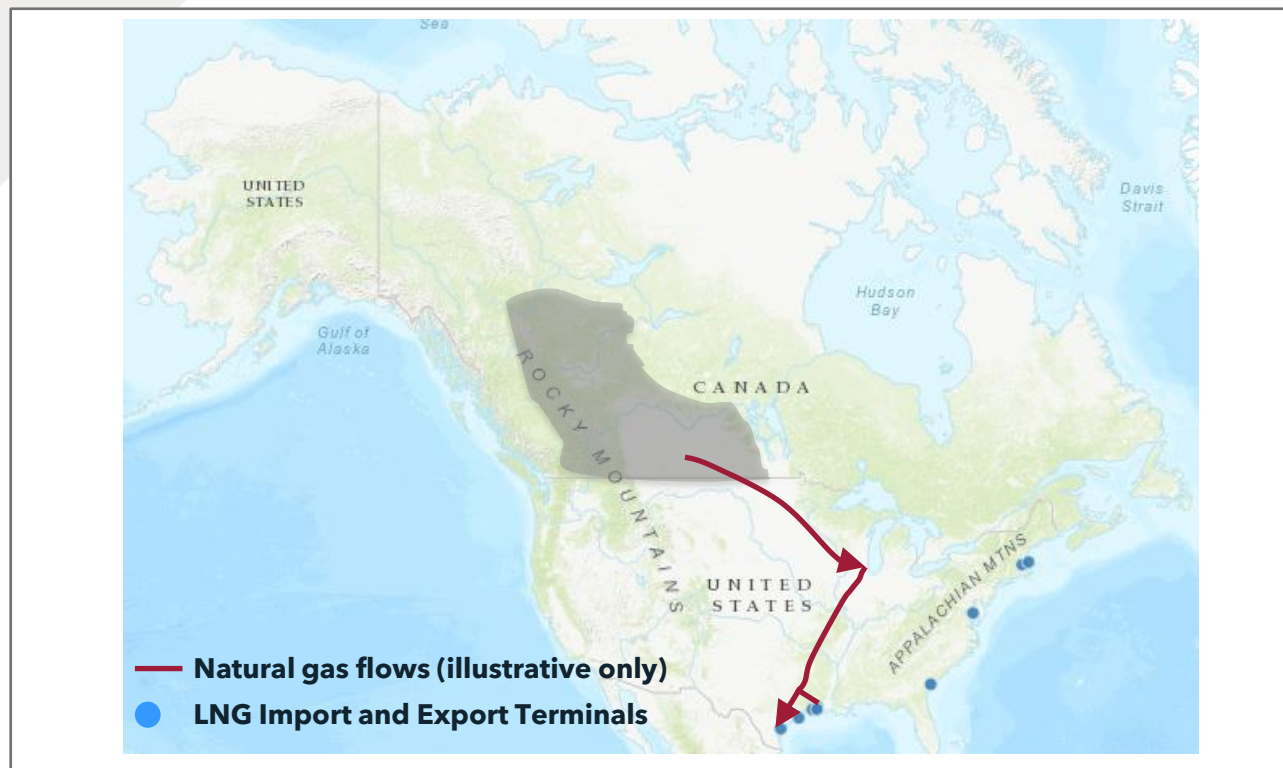 Sea
UNITED
STATES
Davis
Strait
Hudson
Bay
Gulf of
Alaska
CANADA
ROCKY MOUNTAINS
UNITED
STATES
APPALACHIAN MTNS
Natural gas flows (illustrative only)
LNG Import and Export Terminals